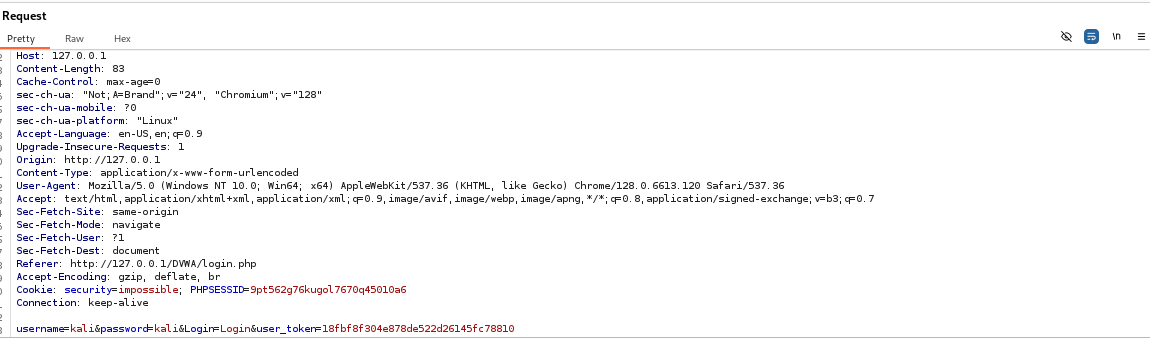 Request
Pretty Raw Hex \n
Host: 127.0.0.1
Content-Length: 83
Cache-Control: max-age=0
sec-ch-ua: "Not;A=Brand";v="24", "Chromium";v="128"
sec-ch-ua-mobile: ?0
sec-ch-ua-platform: "Linux"
Accept-Language: en-US,en;q=0.9
Upgrade-Insecure-Requests: 1
Origin: http://127.0.0.1
Content-Type: application/x-www-form-urlencoded
User-Agent: Mozilla/5.0 (Windows NT 10.0; Win64; x64) AppleWebKit/537.36 (KHTML, like Gecko) Chrome/128.0.6613.120 Safari/537.36
Accept: text/html,application/xhtml+xml,application/xml;q=0.9,image/avif,image/webp,image/apng,*/*;q=0.8,application/signed-exchange;v=b3;q=0.7
Sec-Fetch-Site: same-origin
Sec-Fetch-Mode: navigate
Sec-Fetch-User: ?1
Sec-Fetch-Dest: document
Referer: http://127.0.0.1/DVWA/login.php
Accept-Encoding: gzip, deflate, br
Cookie: security=impossible; PHPSESSID=9pt562g76kugol7670q45010a6
Connection: keep-alive
username=kali&password=kali&Login=Login&user_token=18fbf8f304e878de522d26145fc78810